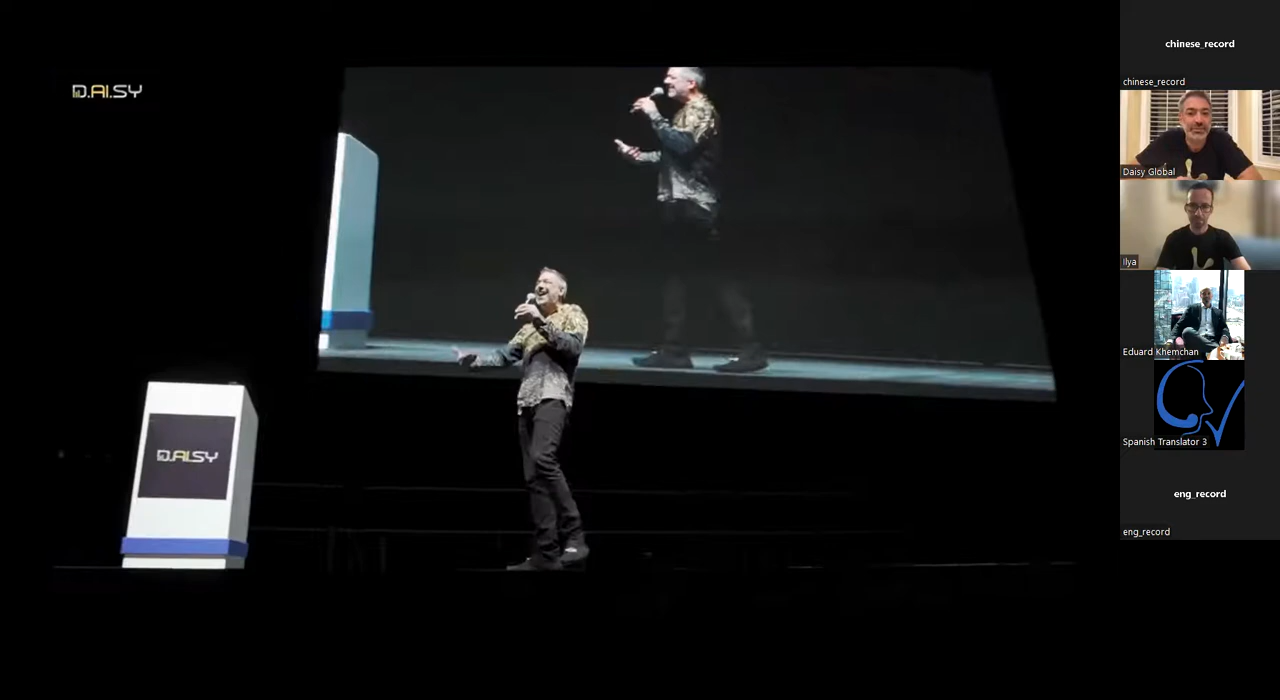 D.AI.SY
D.AI.SY
chinese_record
chinese_record
Daisy Global
Ilya
Eduard Khemchan
Spanish Translator 3
eng_record
eng_record